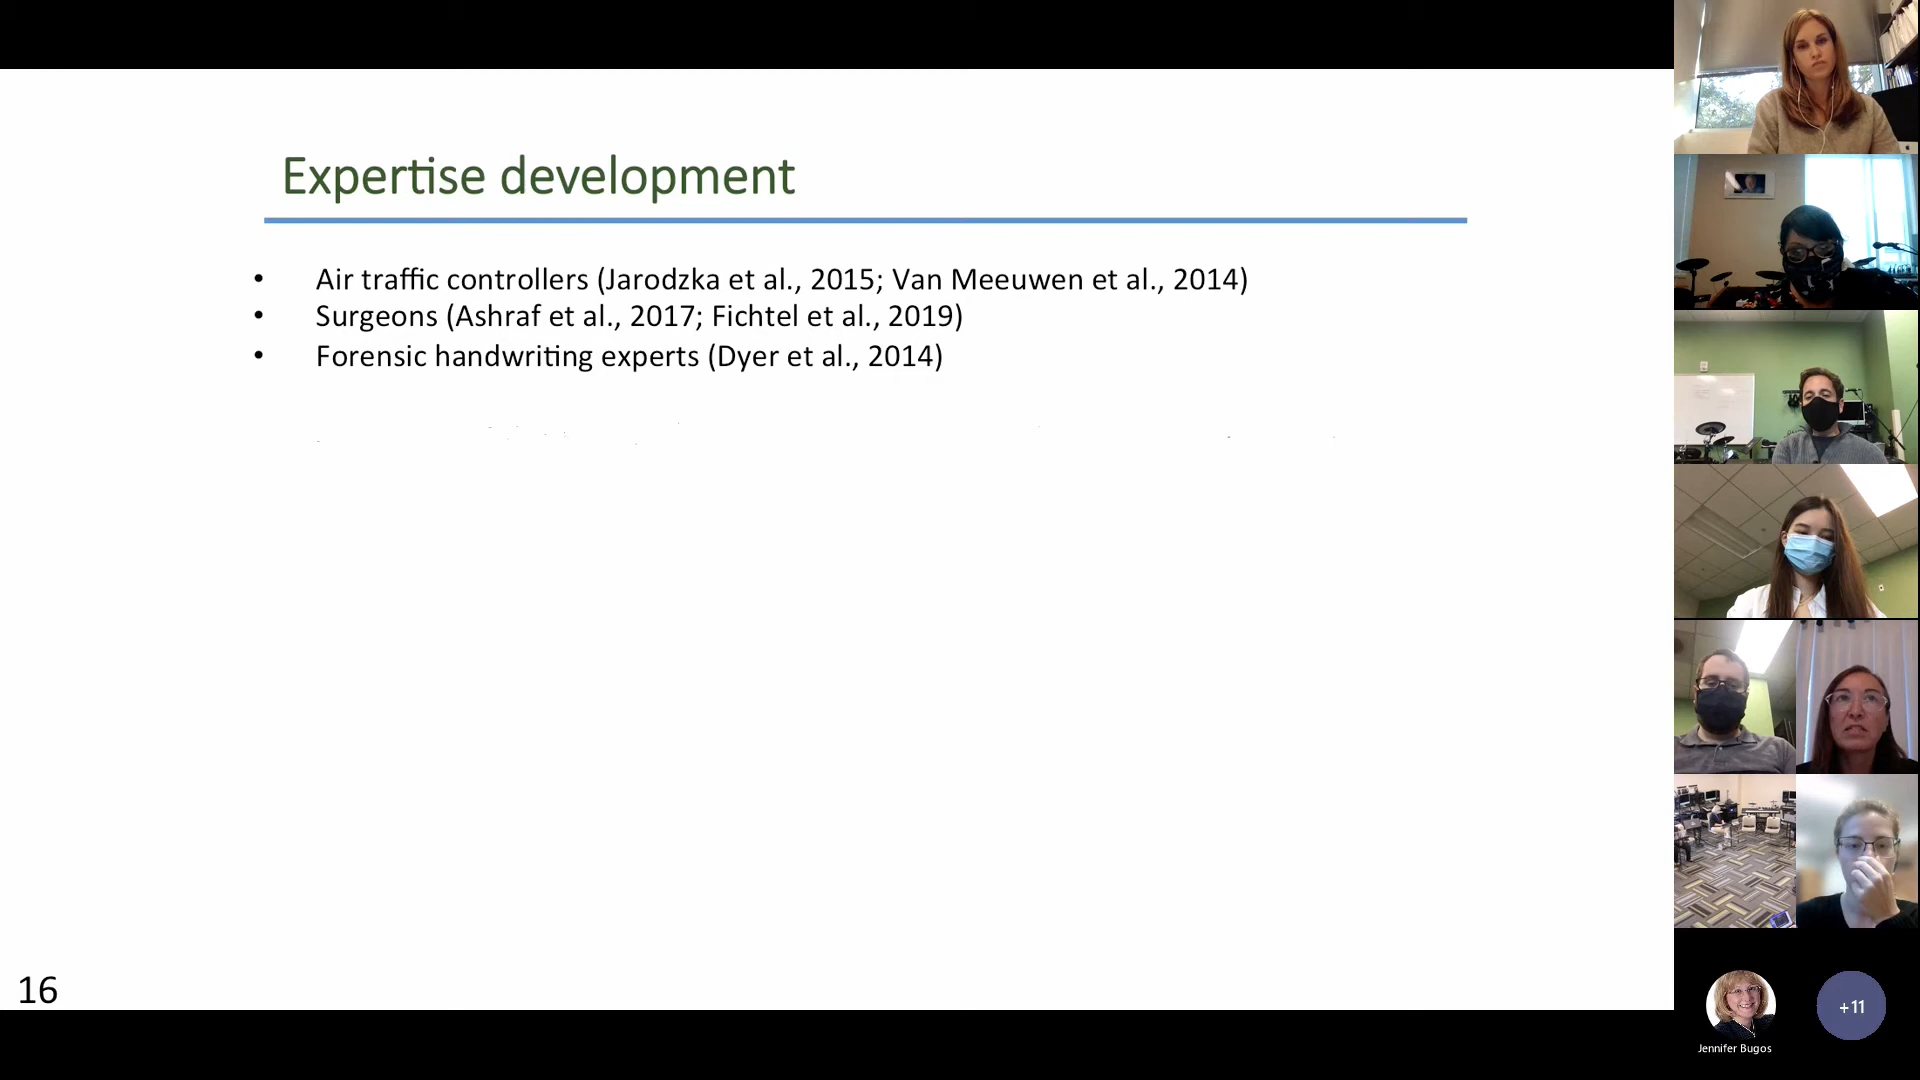 Expertise development
• Air traffic controllers (Jarodzka et al., 2015; Van Meeuwen et al., 2014)
• Surgeons (Ashraf et al., 2017; Fichtel et al., 2019)
• Forensic handwriting experts (Dyer et al., 2014)
16
+11
Jennifer Bugos